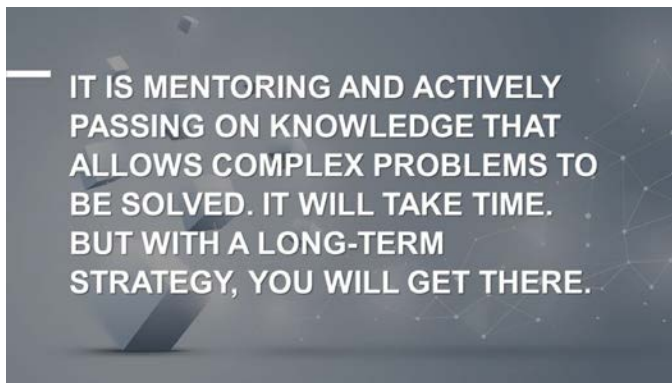 IT IS MENTORING AND ACTIVELY
PASSING ON KNOWLEDGE THAT
ALLOWS COMPLEX PROBLEMS TO
BE SOLVED. IT WILL TAKE TIME.
BUT WITH A LONG-TERM
STRATEGY, YOU WILL GET THERE.